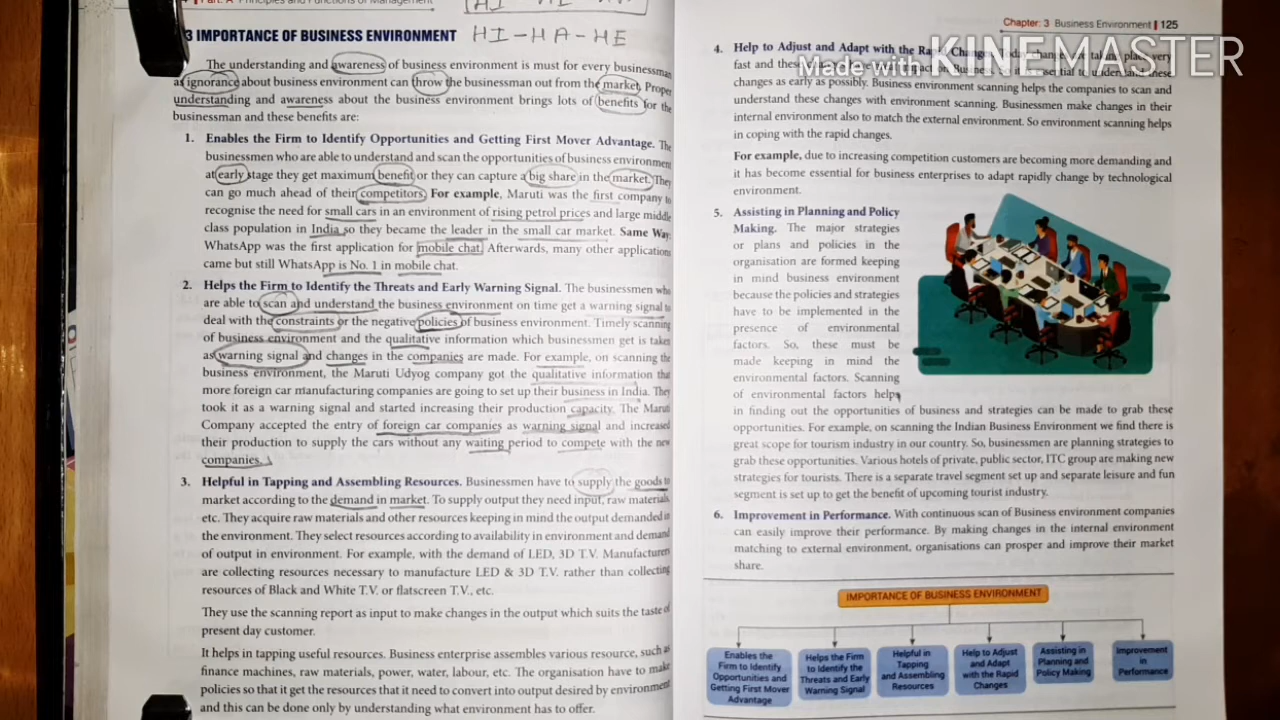 Part: A Principles and Functions of Management
HI
3 IMPORTANCE OF BUSINESS ENVIRONMENT HI-HA-HE
The understanding and awareness of business environment is must for every businessman
as ignorance about business environment can throw the businessman out from the market. Proper
understanding and awareness about the business environment brings lots of benefits for the
businessman and these benefits are:
1. Enables the Firm to Identify Opportunities and Getting First Mover Advantage. The
businessmen who are able to understand and scan the opportunities of business environment
at early stage they get maximum benefit or they can capture a big share in the market. They
can go much ahead of their competitors. For example, Maruti was the first company to
recognise the need for small cars in an environment of rising petrol prices and large middle
class population in India so they became the leader in the small car market. Same Way
WhatsApp was the first application for mobile chat. Afterwards, many other applications
came but still WhatsApp is No. 1 in mobile chat.
2. Helps the Firm to Identify the Threats and Early Warning Signal. The businessmen who
are able to scan and understand the business environment on time get a warning signal to
deal with the constraints or the negative policies of business environment. Timely scanning
of business environment and the qualitative information which businessmen get is taken
as warning signal and changes in the companies are made. For example, on scanning the
business environment, the Maruti Udyog company got the qualitative information that
more foreign car manufacturing companies are going to set up their business in India. They
took it as a warning signal and started increasing their production capacity. The Maruti
Company accepted the entry of foreign car companies as warning signal and increased
their production to supply the cars without any waiting period to compete with the new
companies.
3. Helpful in Tapping and Assembling Resources. Businessmen have to supply the goods to
market according to the demand in market. To supply output they need input, raw materials
etc. They acquire raw materials and other resources keeping in mind the output demanded in
the environment. They select resources according to availability in environment and demand
of output in environment. For example, with the demand of LED, 3D T.V. Manufacturers
are collecting resources necessary to manufacture LED & 3D T.V. rather than collecting
resources of Black and White T.V. or flatscreen T.V., etc.
They use the scanning report as input to make changes in the output which suits the taste of
present day customer.
It helps in tapping useful resources. Business enterprise assembles various resource, such as
finance machines, raw materials, power, water, labour, etc. The organisation have to make
policies so that it get the resources that it need to convert into output desired by environment
and this can be done only by understanding what environment has to offer.
Chapter: 3 Business Environment 125
Made with KINEMASTER
4. Help to Adjust and Adapt with the Rapid Changes. Today changes are taking place very
fast and these
changes as early as possibly. Business environment scanning helps the companies to scan and
understand these changes with environment scanning. Businessmen make changes in their
internal environment also to match the external environment. So environment scanning helps
in coping with the rapid changes.
For example, due to increasing competition customers are becoming more demanding and
it has become essential for business enterprises to adapt rapidly change by technological
environment.
5. Assisting in Planning and Policy
Making. The major strategies
or plans and policies in the
organisation are formed keeping
in mind business environment
because the policies and strategies
have to be implemented in the
presence of environmental
factors. So, these must be
made keeping in mind the
environmental factors. Scanning
of environmental factors helps
in finding out the opportunities of business and strategies can be made to grab these
opportunities. For example, on scanning the Indian Business Environment we find there is
great scope for tourism industry in our country. So, businessmen are planning strategies to
grab these opportunities. Various hotels of private, public sector, ITC group are making new
strategies for tourists. There is a separate travel segment set up and separate leisure and fun
segment is set up to get the benefit of upcoming tourist industry.
6. Improvement in Performance. With continuous scan of Business environment companies
can easily improve their performance. By making changes in the internal environment
matching to external environment, organisations can prosper and improve their market
share.
IMPORTANCE OF BUSINESS ENVIRONMENT
Enables the
Firm to Identify
Opportunities and
Getting First Mover
Advantage
Helps the Firm
to Identify the
Threats and Early
Warning Signal
Helpful in
Tapping
and Assembling
Resources
Help to Adjust
and Adapt
with the Rapid
Changes
Assisting in
Planning and
Policy Making
Improvement
in
Performance